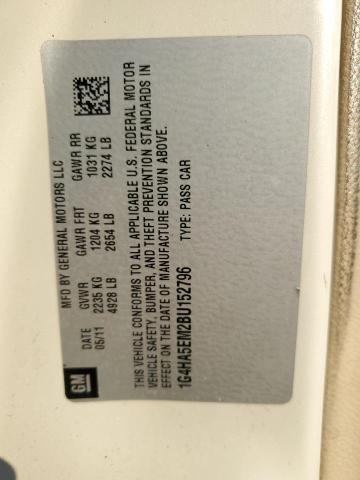 GM
MFD BY GENERAL MOTORS LLC
DATE GVWR GAWR FRT GAWR RR
05/11 2235 KG 1204 KG 1031 KG
4928 LB 2654 LB 2274 LB
THIS VEHICLE CONFORMS TO ALL APPLICABLE U.S. FEDERAL MOTOR
VEHICLE SAFETY, BUMPER, AND THEFT PREVENTION STANDARDS IN
EFFECT ON THE DATE OF MANUFACTURE SHOWN ABOVE.
1G4HA5EM2BU152796 TYPE: PASS CAR